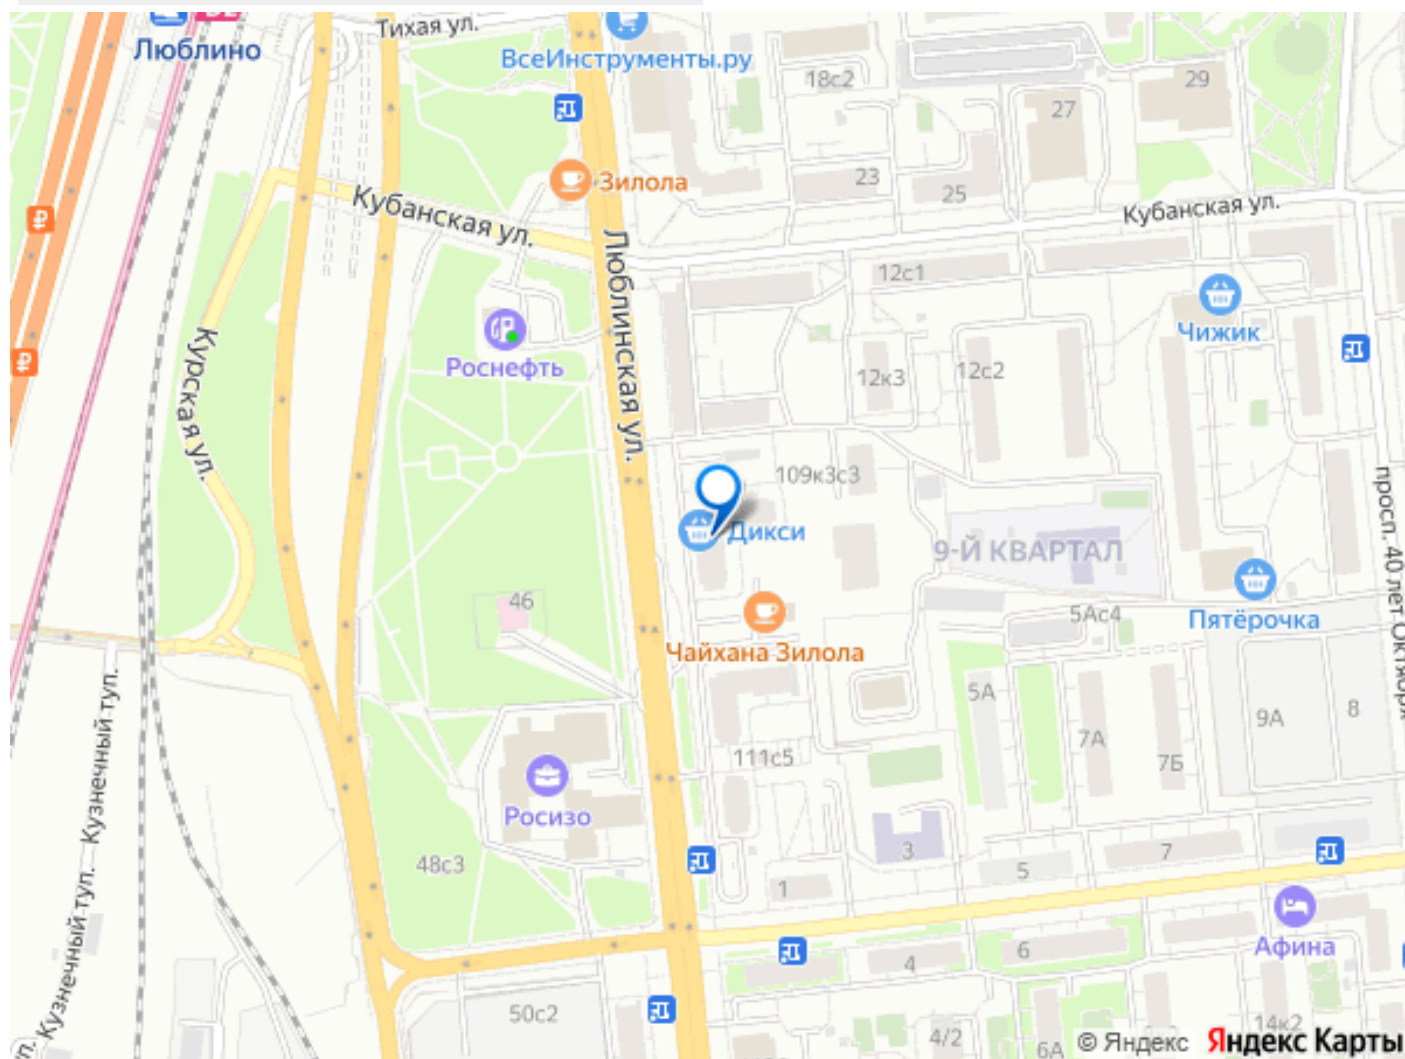 Тихая ул.
Люблино
ВсеИнструменты.ру
18с2
29
27
Зилола
23
25
Кубанская ул.
Кубанская ул.
Люблинская ул.
12с1
Чижик
Роснефть
Курская ул.
12к3
12с2
109к3с3
просп. 40 лет Октября
Дикси
9-Й КВАРТАЛ
46
5Ас4
Пятёрочка
Чайхана Зилола
5А
9А
8
7А
7Б
111с5
Кузнечный туп.
Кузнечный туп.
Росизо
48с3
3
7
5
1
Афина
6
4
50с2
4/2
6А
14к2
© Яндекс Яндекс Карты